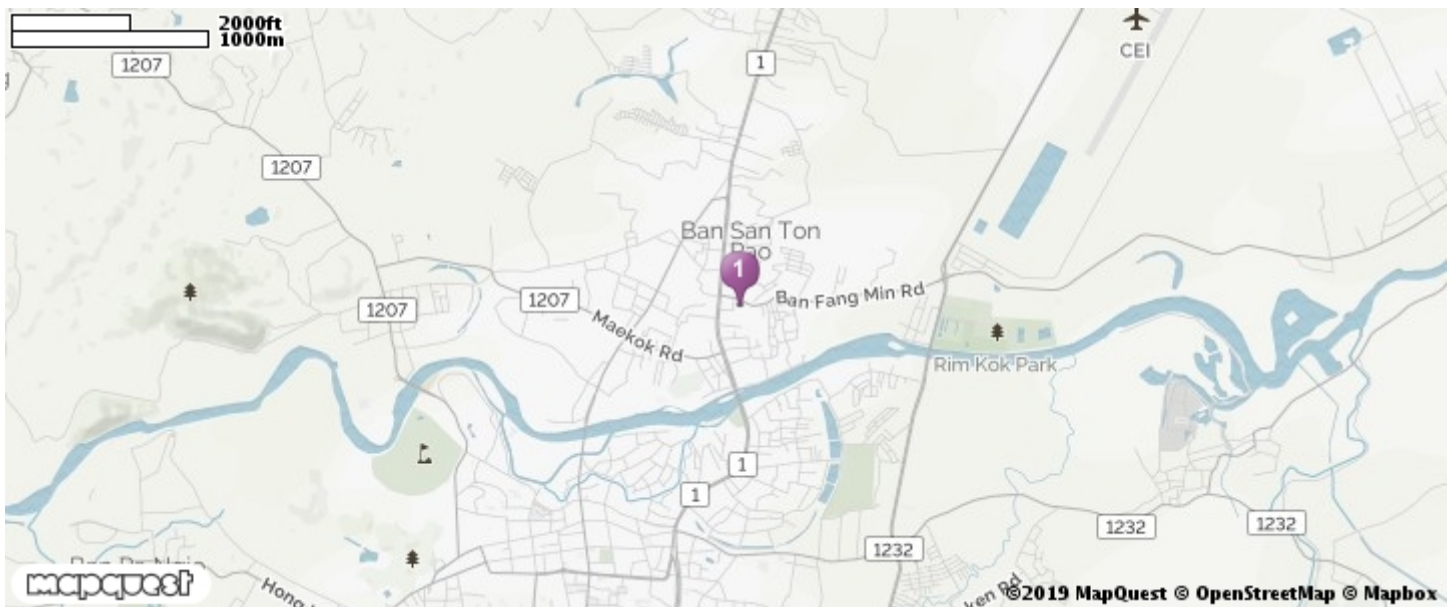 2000ft
1000m
1207
1
CEI
1207
Ban San Ton
Pao
1
1207
Ban Fang Min Rd
1207
Maekok Rd
Rim Kok Park
1
1
1232
1232
1232
mapquest
©2019 MapQuest © OpenStreetMap © Mapbox